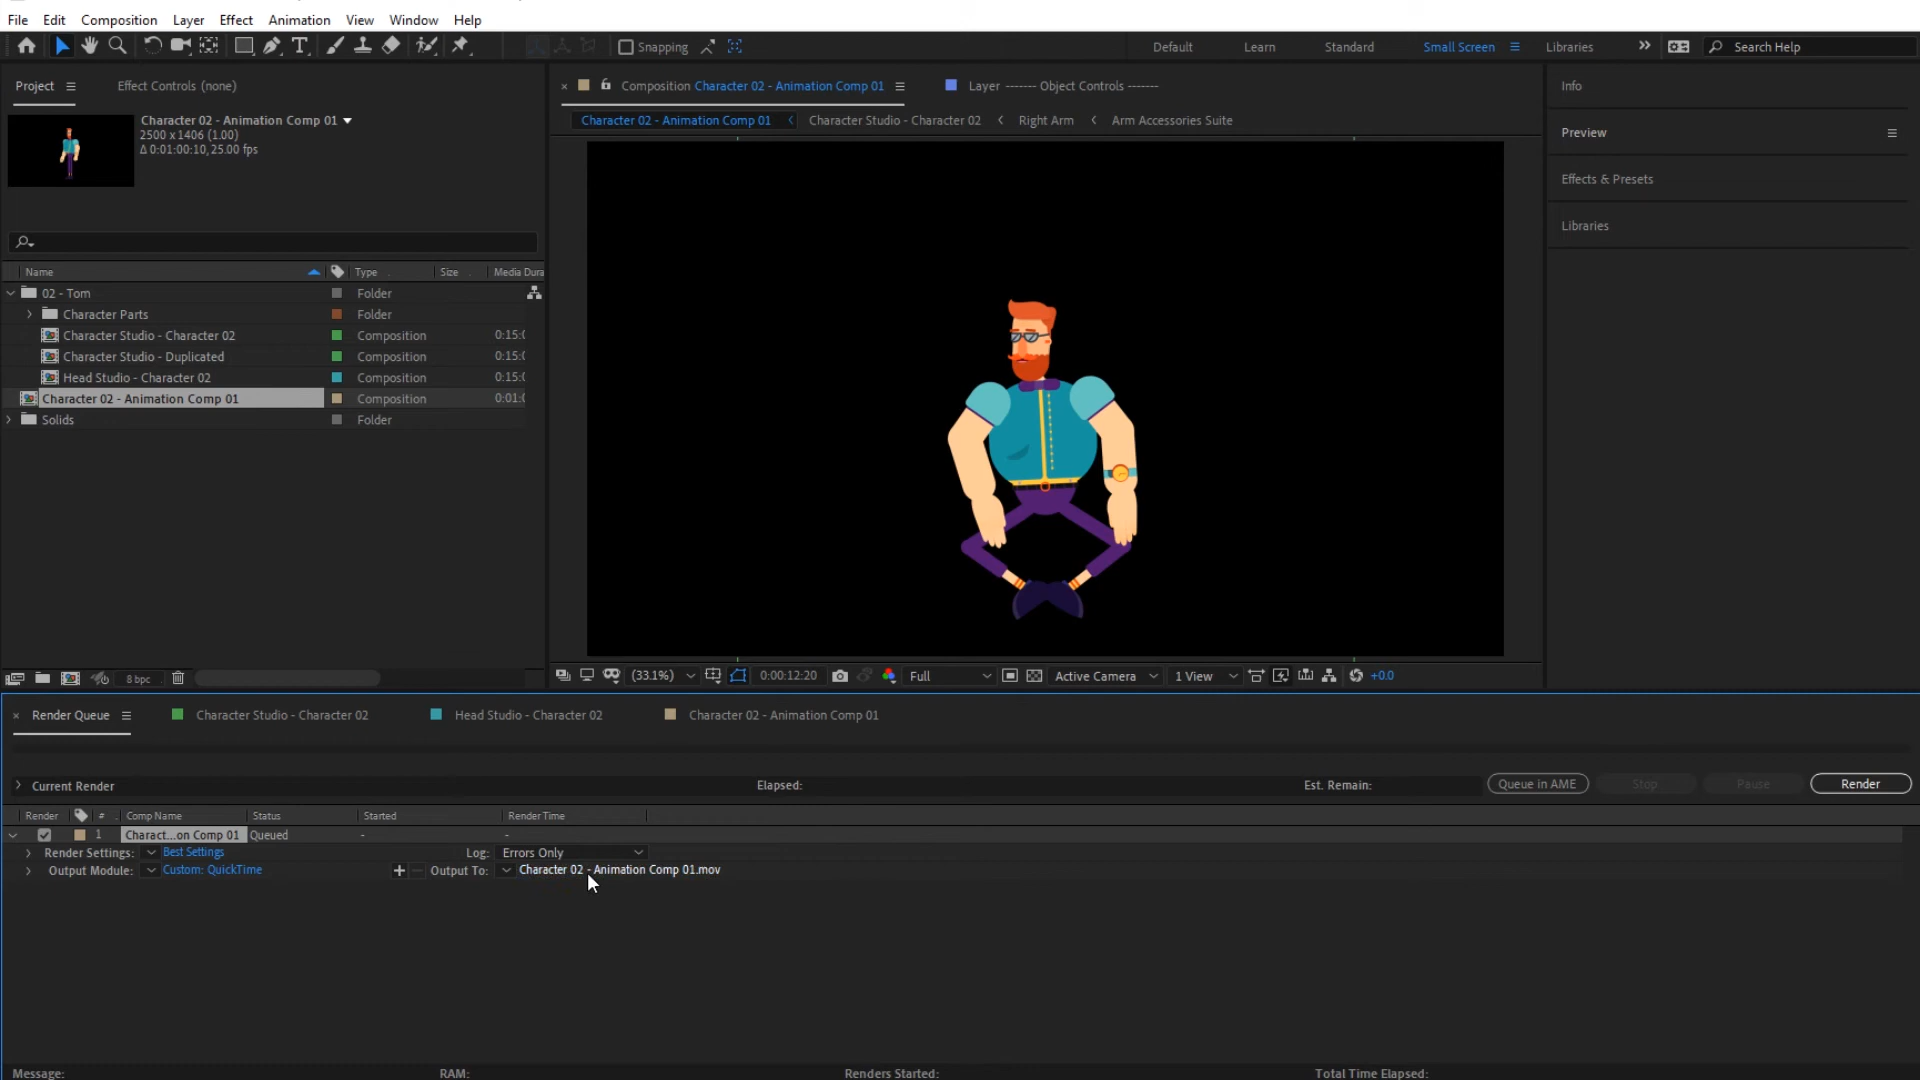 File Edit Composition Layer Effect Animation View Window Help
Snapping
Default Learn Standard Small Screen Libraries Search Help
Project Effect Controls (none)
Composition Character 02 - Animation Comp 01 Layer ------- Object Controls -------
Info
Character 02 - Animation Comp 01
2500 x 1406 (1.00)
Δ 0:01:00:10, 25.00 fps
Character 02 - Animation Comp 01 Character Studio - Character 02 Right Arm Arm Accessories Suite
Preview
Effects & Presets
Libraries
Name Type Size Media Dura
02 - Tom Folder
Character Parts Folder
Character Studio - Character 02 Composition 0:15:0
Character Studio - Duplicated Composition 0:15:0
Head Studio - Character 02 Composition 0:15:0
Character 02 - Animation Comp 01 Composition 0:01:0
Solids Folder
8 bpc
(33.1%) 0:00:12:20 Full Active Camera 1 View +0.0
Render Queue Character Studio - Character 02 Head Studio - Character 02 Character 02 - Animation Comp 01
Current Render Elapsed: Est. Remain: Queue in AME Stop Pause Render
Render # Comp Name Status Started Render Time
1 Charact...on Comp 01 Queued - -
Render Settings: Best Settings Log: Errors Only
Output Module: Custom: QuickTime Output To: Character 02 - Animation Comp 01.mov
Message: RAM: Renders Started: Total Time Elapsed: